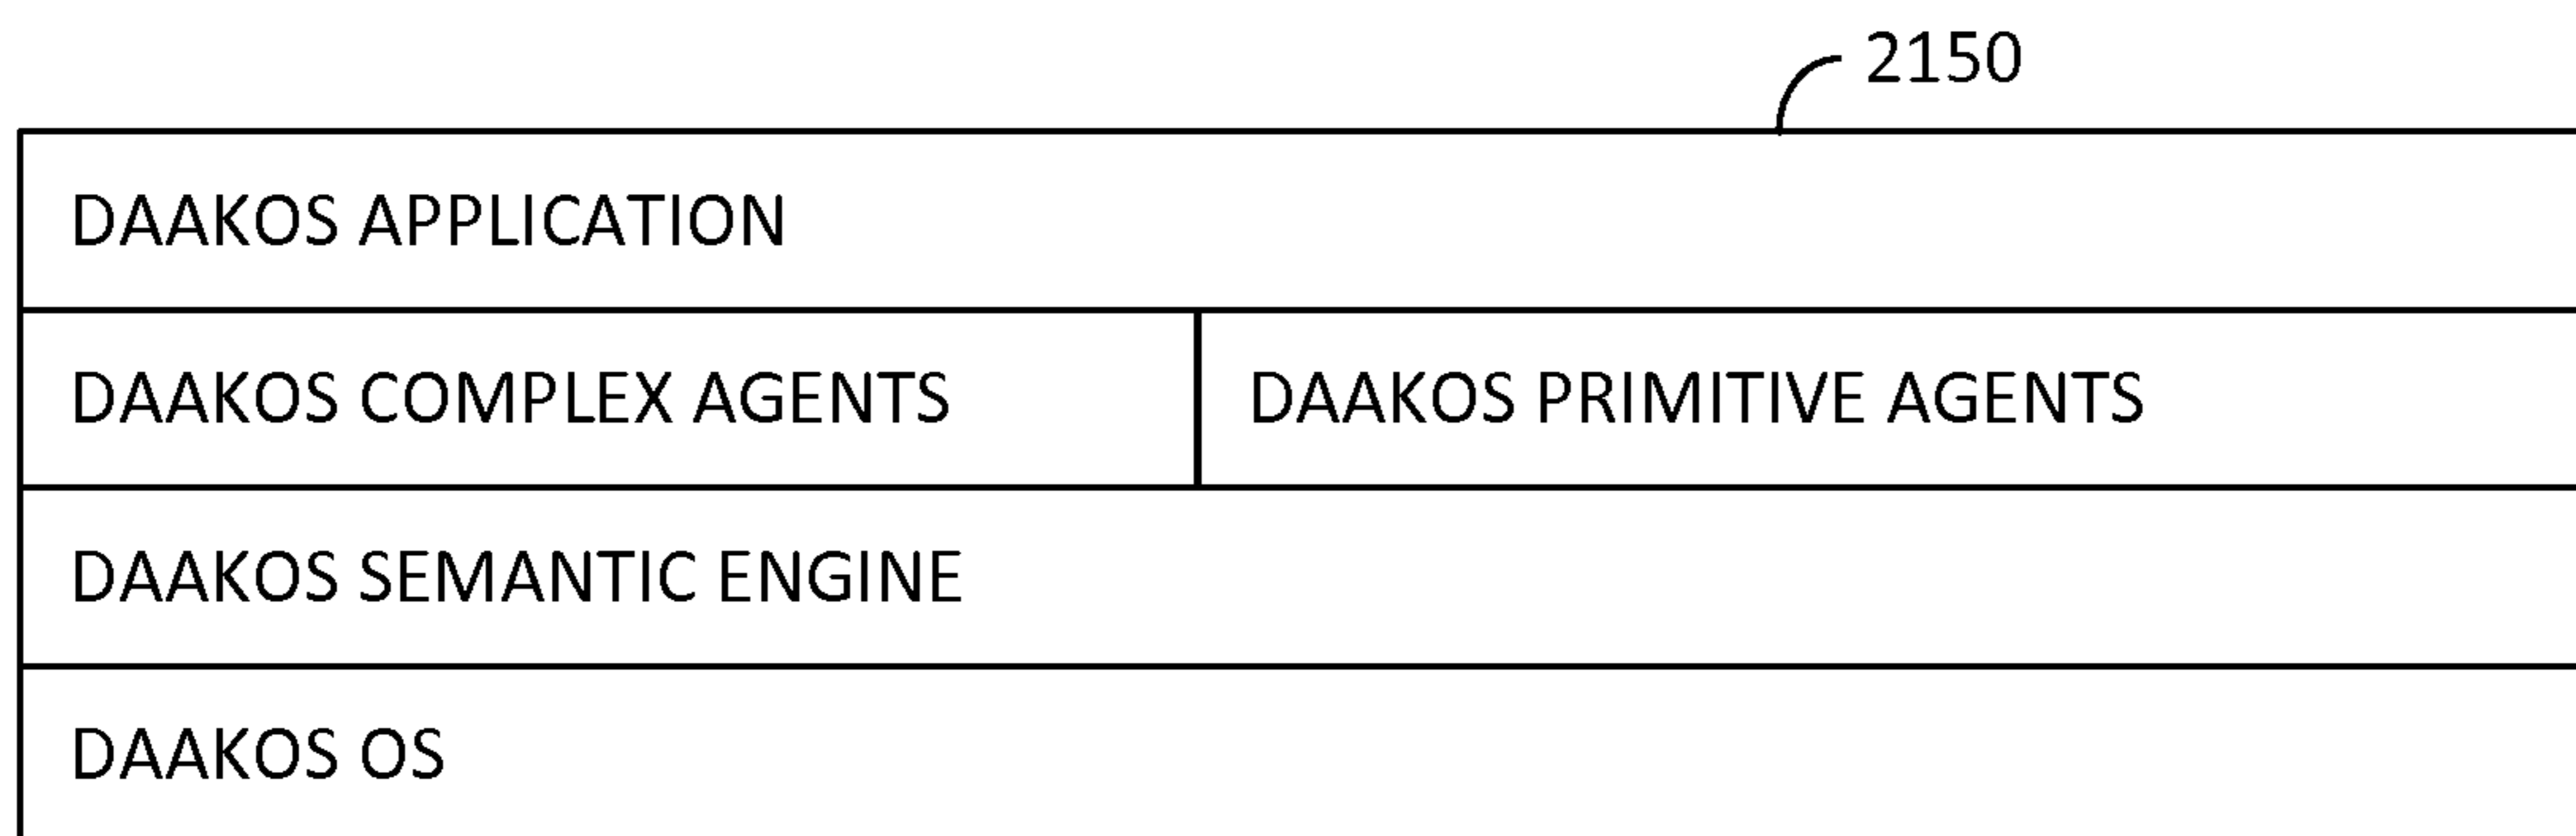 2150
DAAKOS APPLICATION
DAAKOS COMPLEX AGENTS
DAAKOS PRIMITIVE AGENTS
DAAKOS SEMANTIC ENGINE
DAAKOS OS